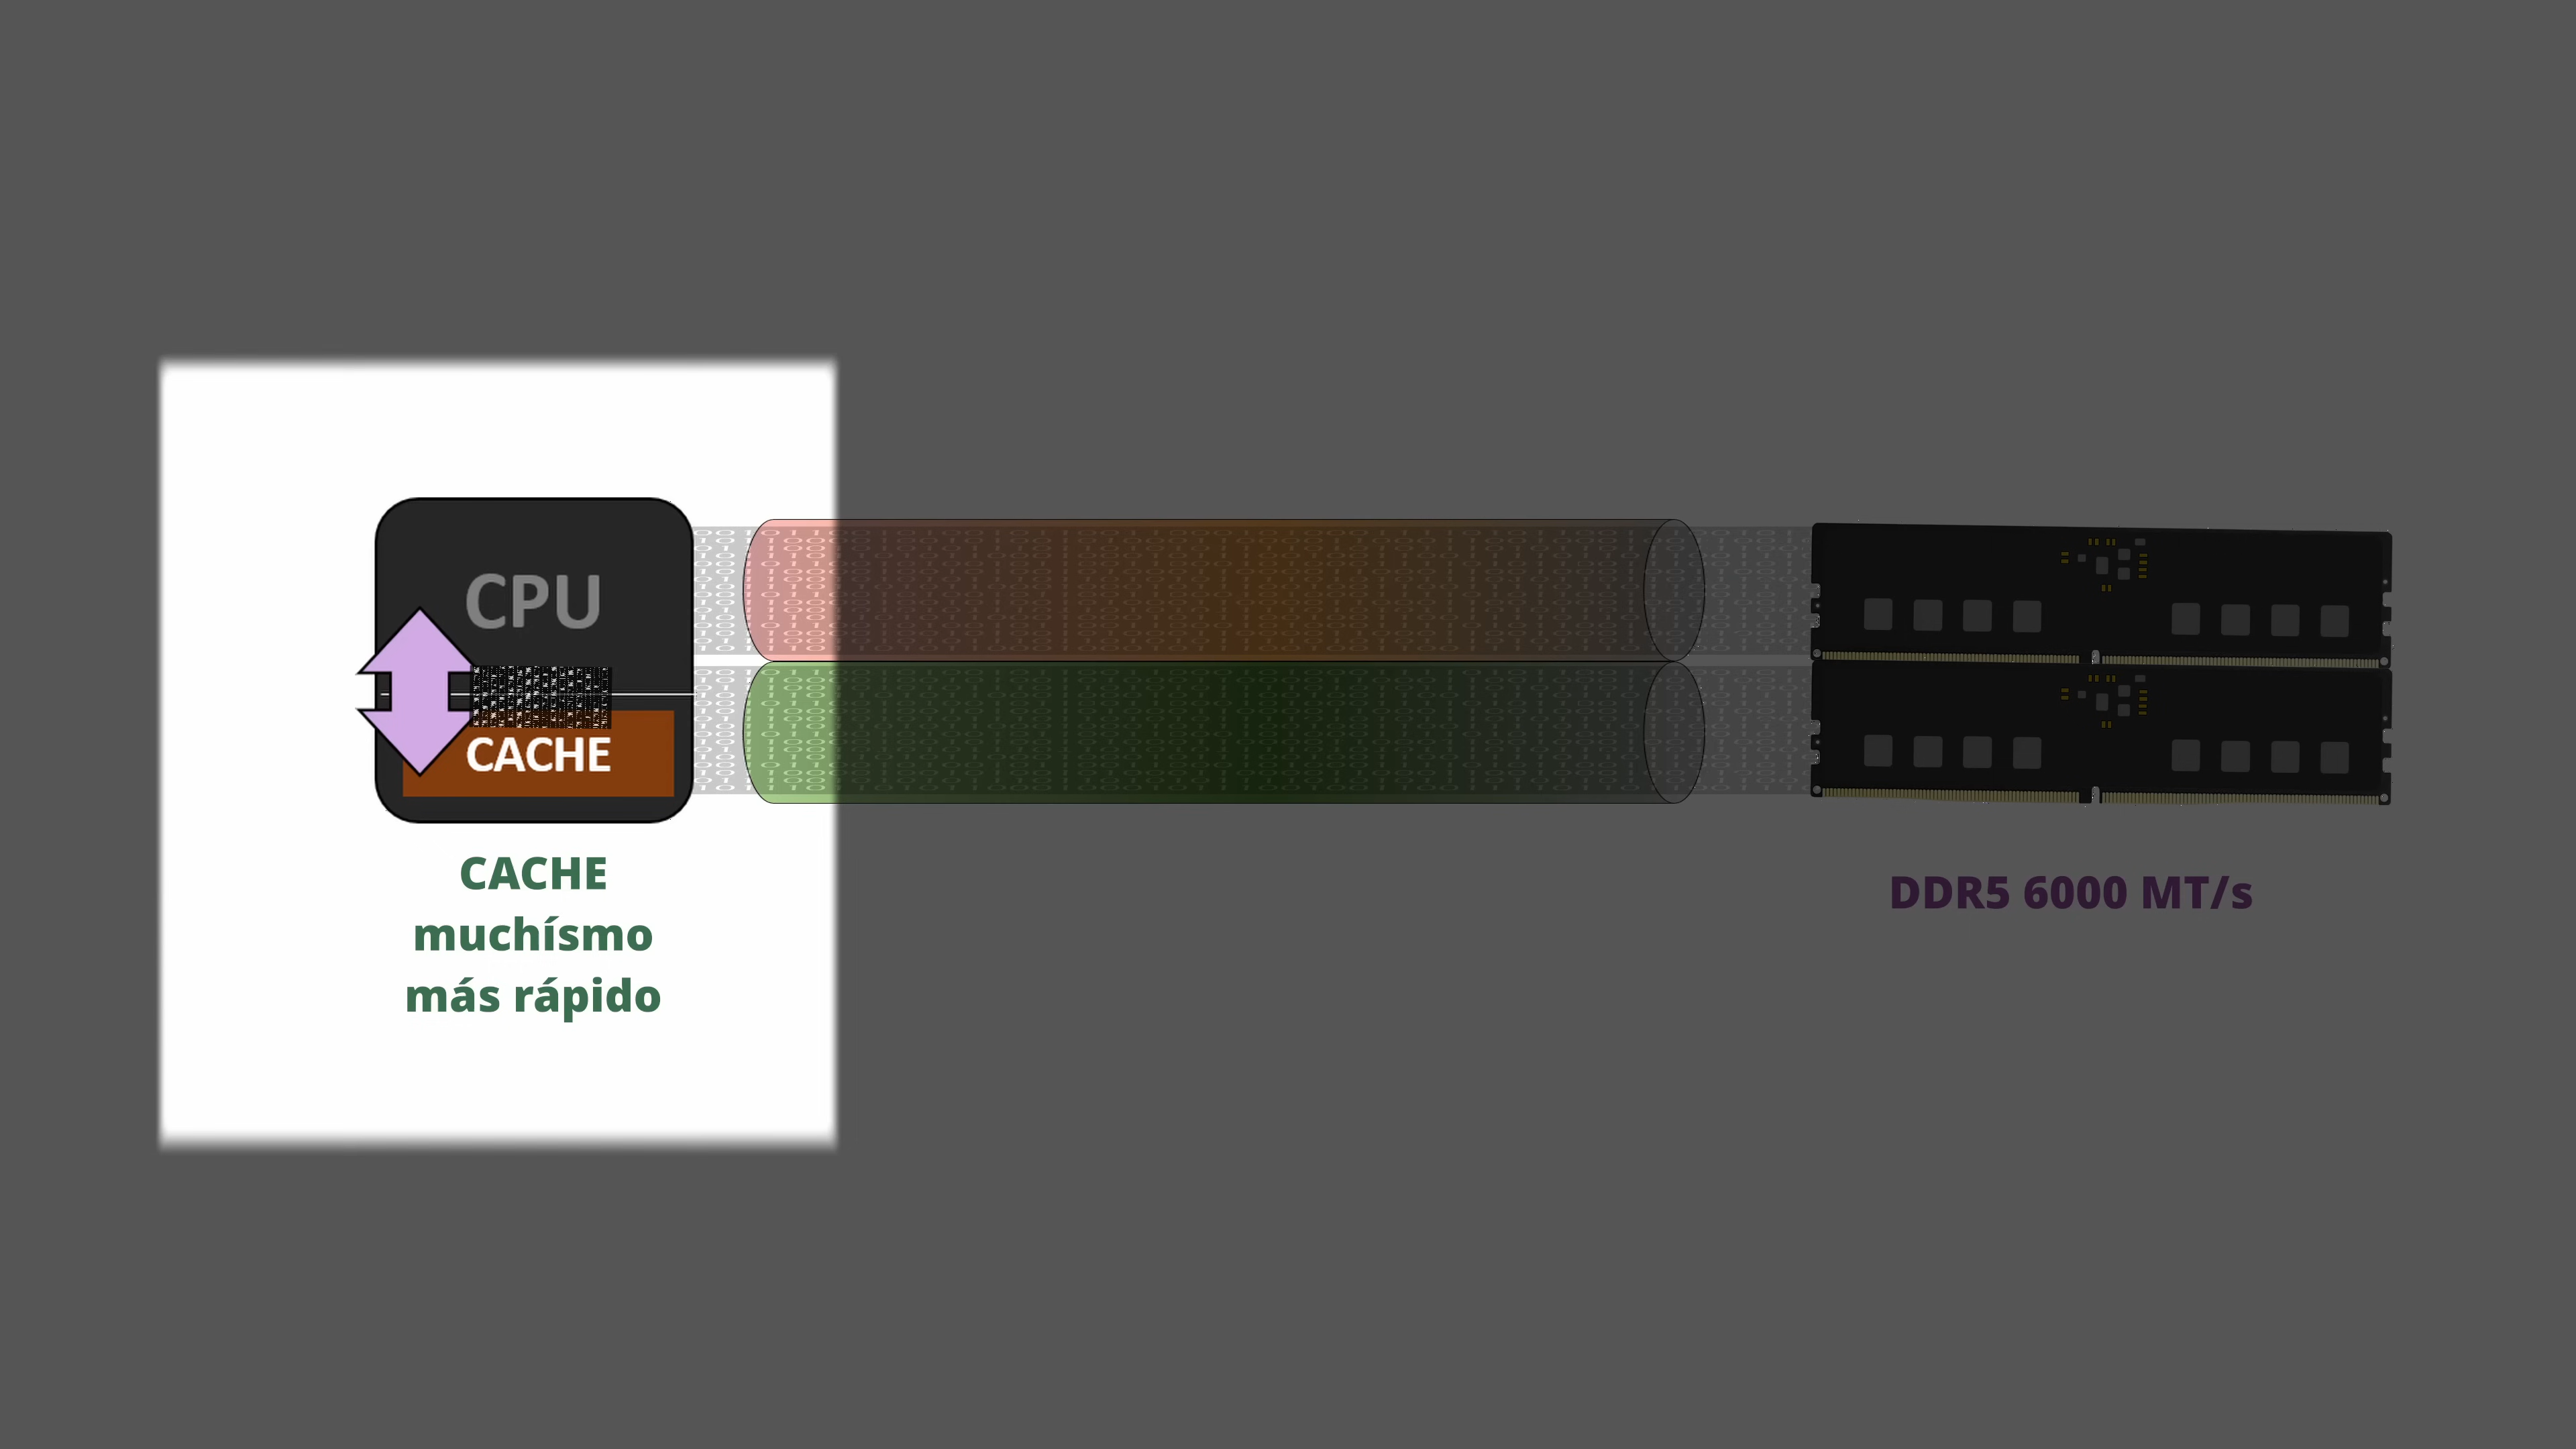 CPU
CACHE
CACHE
muchísmo
más rápido
DDR5 6000 MT/s